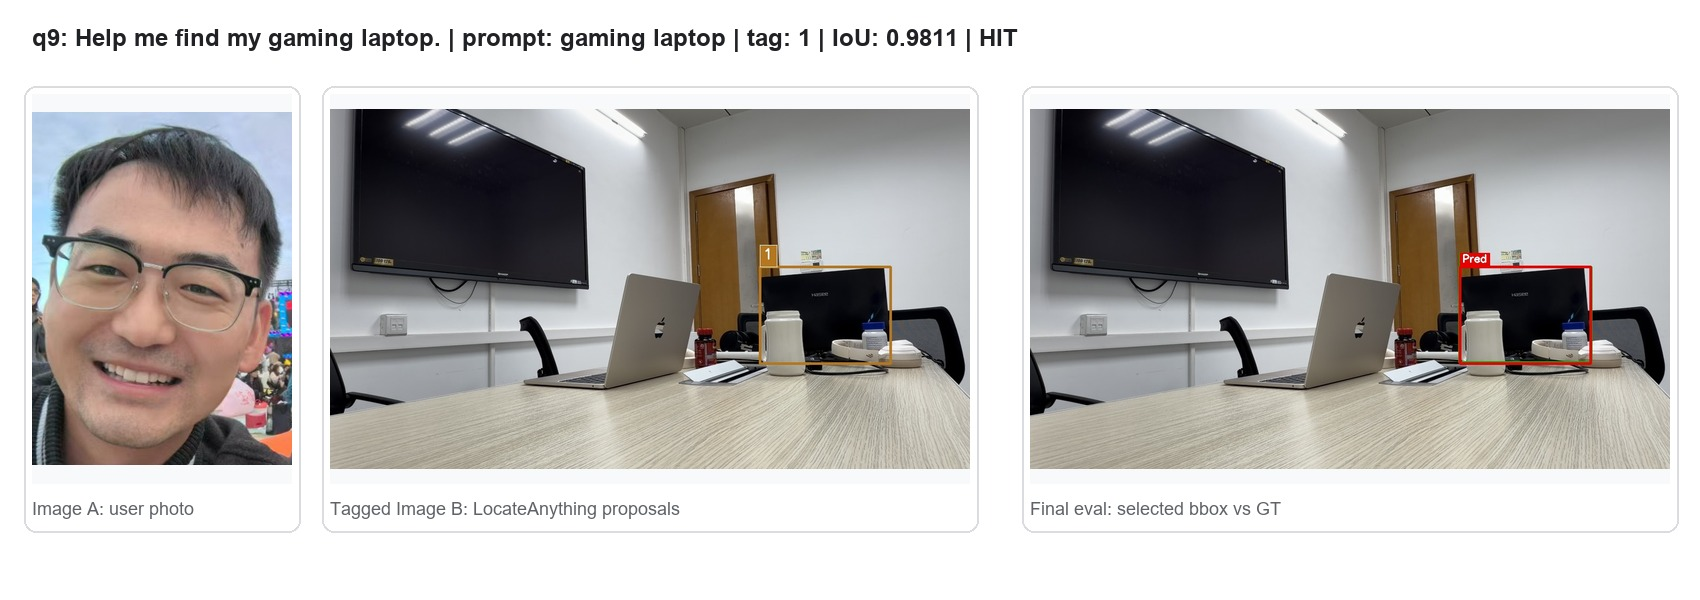 q9: Help me find my gaming laptop. | prompt: gaming laptop | tag: 1 | IoU: 0.9811 | HIT
1
Pred
Image A: user photo
Tagged Image B: LocateAnything proposals
Final eval: selected bbox vs GT